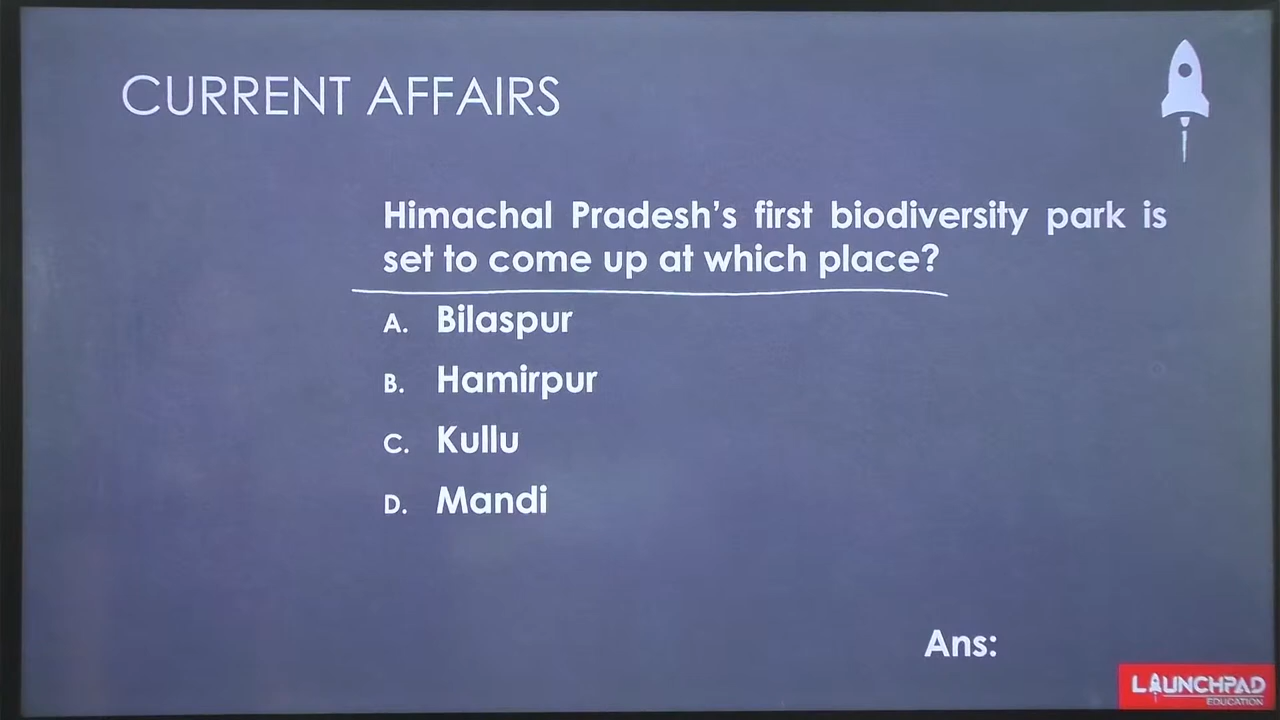 CURRENT AFFAIRS
Himachal Pradesh's first biodiversity park is
set to come up at which place?
A. Bilaspur
B. Hamirpur
C. Kullu
D. Mandi
Ans:
LAUNCHPAD
EDUCATION